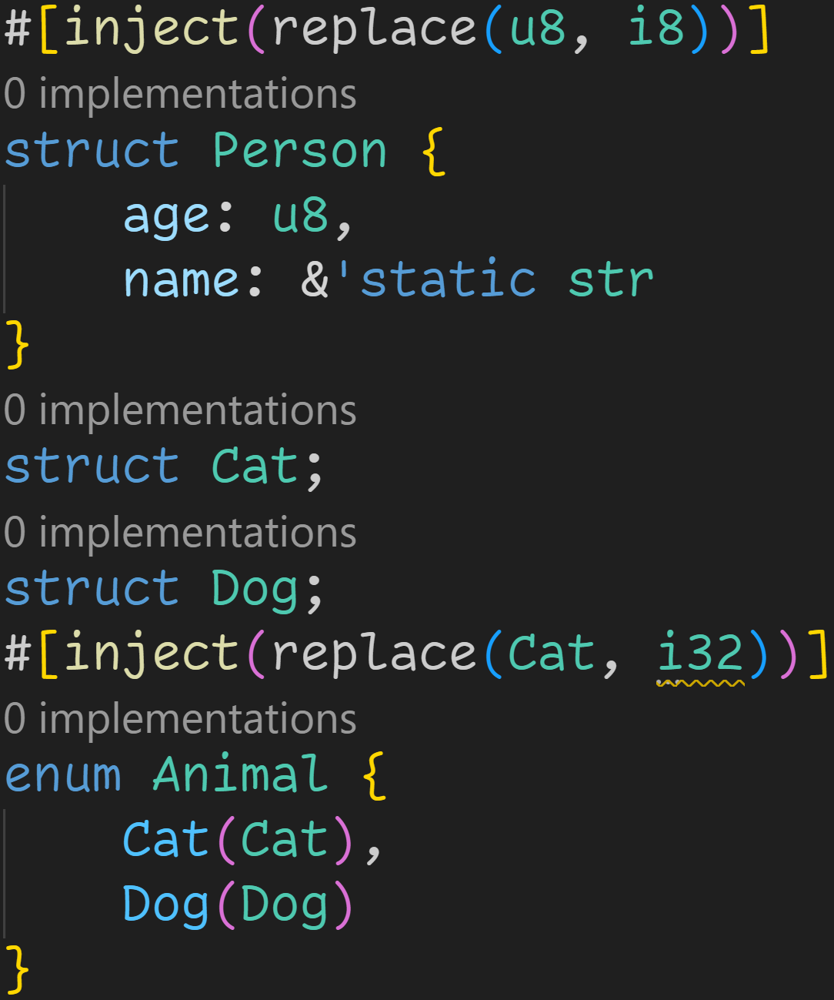 #[inject(replace(u8, i8))]
0 implementations
struct Person {
    age: u8,
    name: &'static str
}
0 implementations
struct Cat;
0 implementations
struct Dog;
#[inject(replace(Cat, i32))]
0 implementations
enum Animal {
    Cat(Cat),
    Dog(Dog)
}